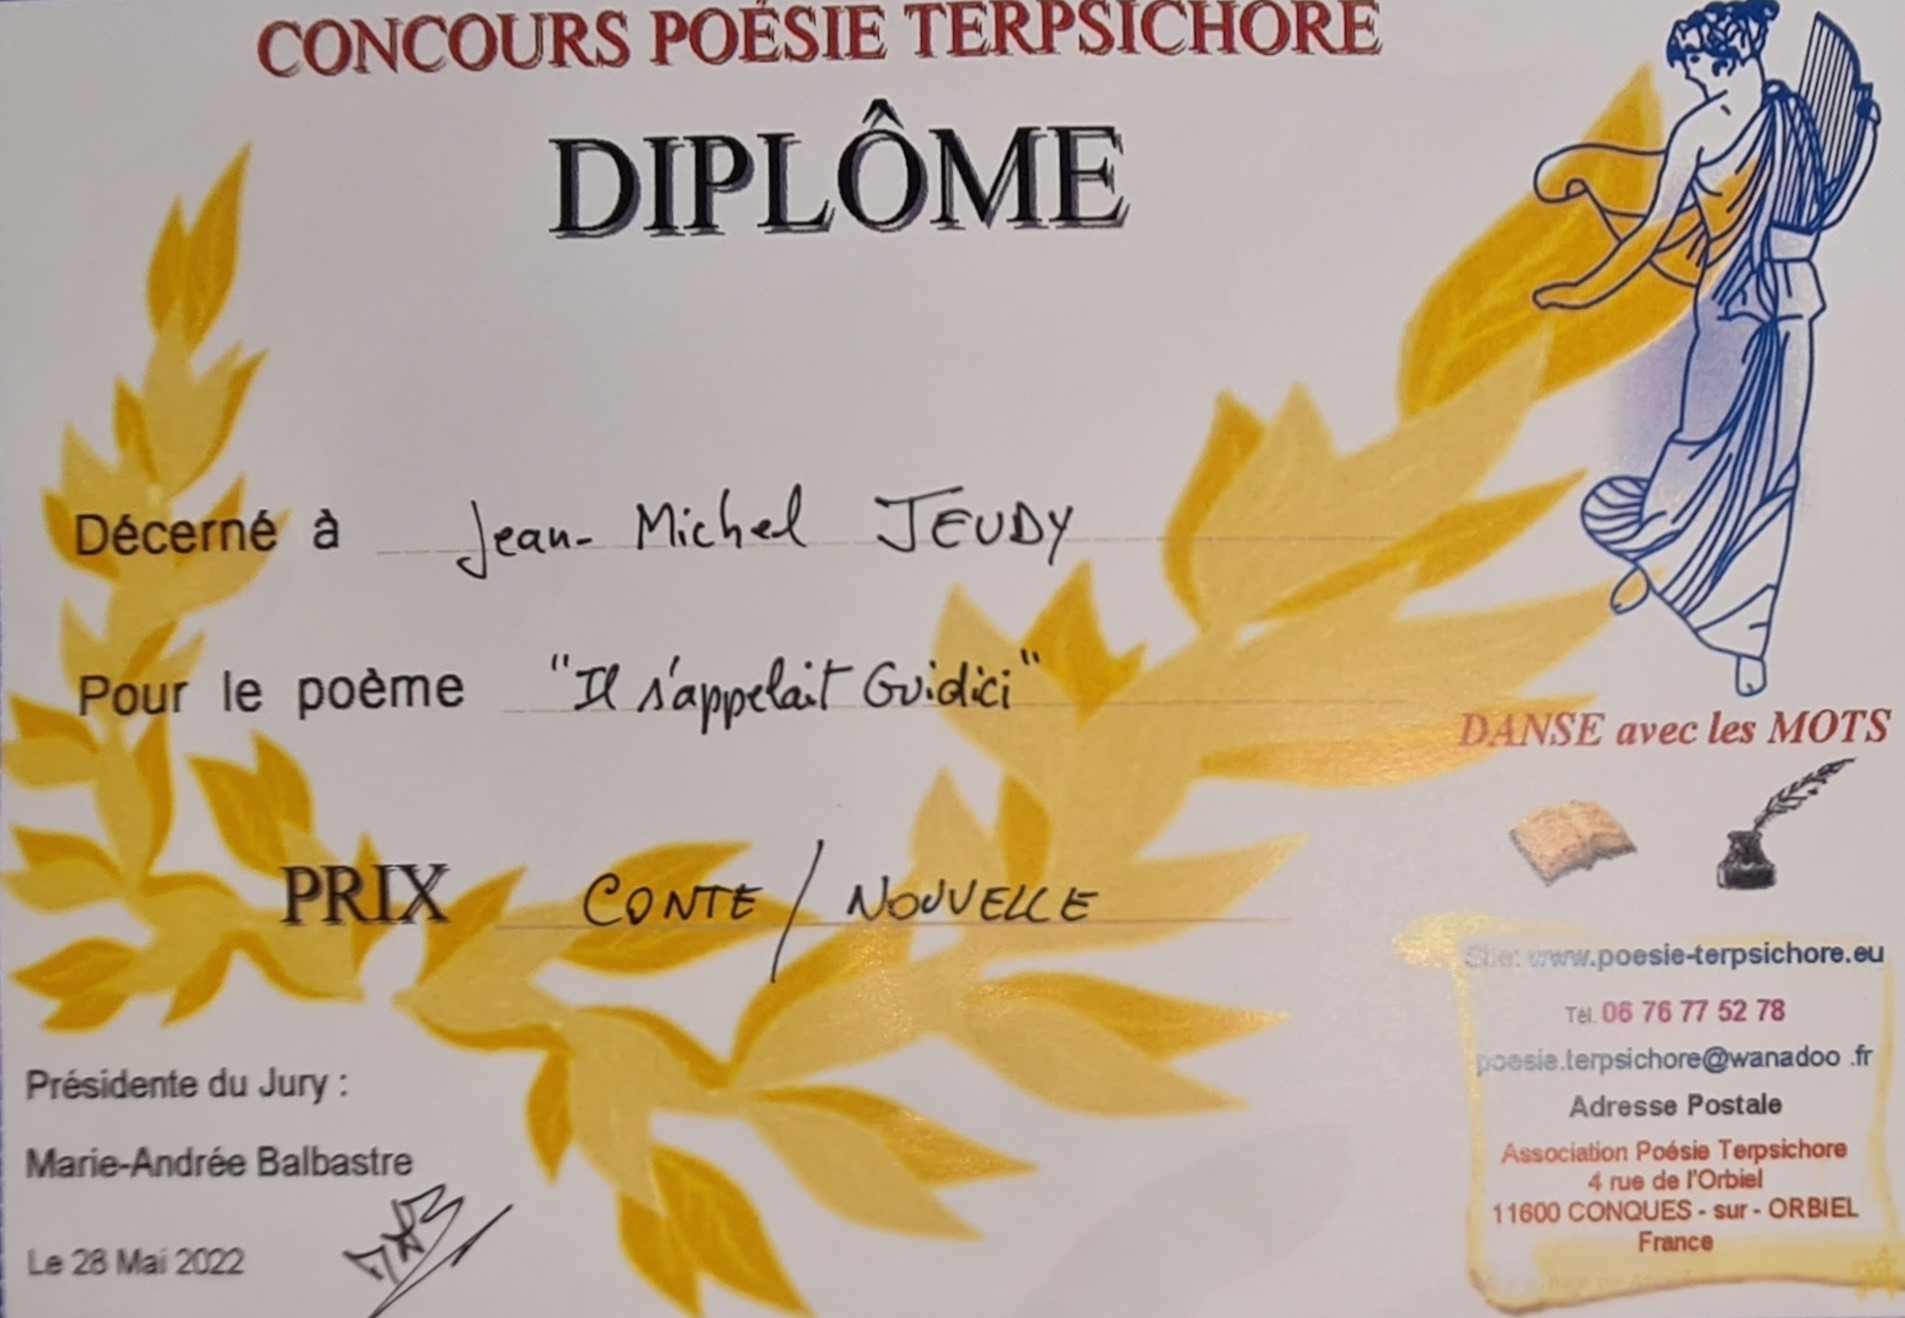 CONCOURS POÉSIE TERPSICHORE
DIPLÔME
Décerné à Jean-Michel JEUDY
Pour le poème "Il s'appelait Guidici"
PRIX CONTE / NOUVELLE
Présidente du Jury :
Marie-Andrée Balbastre
Le 28 Mai 2022
DANSE avec les MOTS
Site: www.poesie-terpsichore.eu
Tél. 06 76 77 52 78
poesie.terpsichore@wanadoo .fr
Adresse Postale
Association Poésie Terpsichore
4 rue de l'Orbiel
11600 CONQUES - sur - ORBIEL
France